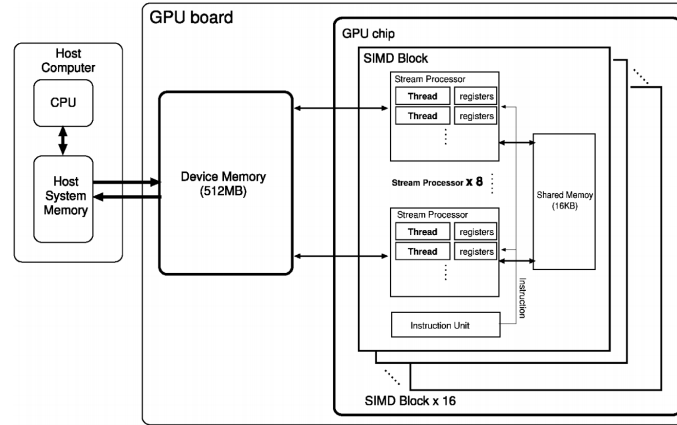 GPU board
Host
Computer
CPU
Host
System
Memory
Device Memory
(512MB)
GPU chip
SIMD Block
Stream Processor
Thread registers
Thread registers
Stream Processor x 8
Shared Memoy
(16KB)
Stream Processor
Thread registers
Thread registers
Instruction
Instruction Unit
SIMD Block x 16